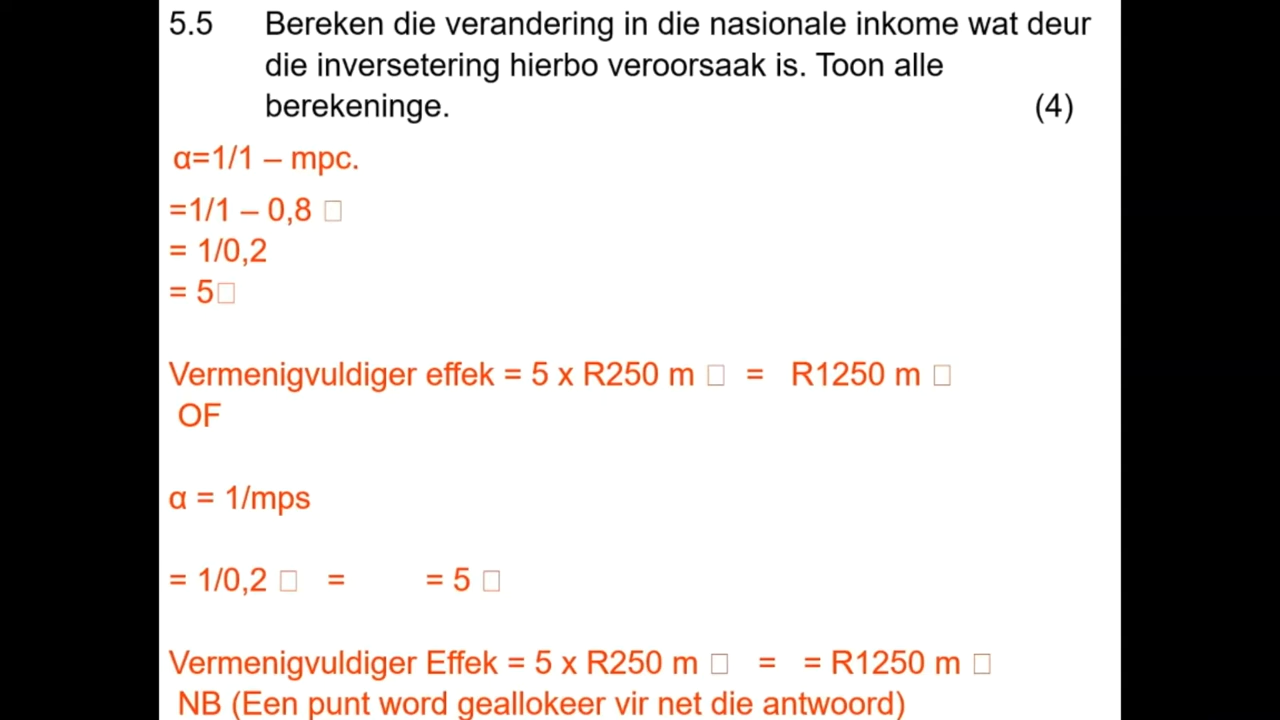 5.5 Bereken die verandering in die nasionale inkome wat deur
die inversetering hierbo veroorsaak is. Toon alle
berekeninge. (4)
α=1/1 – mpc.
=1/1 – 0,8 □
= 1/0,2
= 5□
Vermenigvuldiger effek = 5 x R250 m □ = R1250 m □
OF
α = 1/mps
= 1/0,2 □ = = 5 □
Vermenigvuldiger Effek = 5 x R250 m □ = = R1250 m □
NB (Een punt word geallokeer vir net die antwoord)